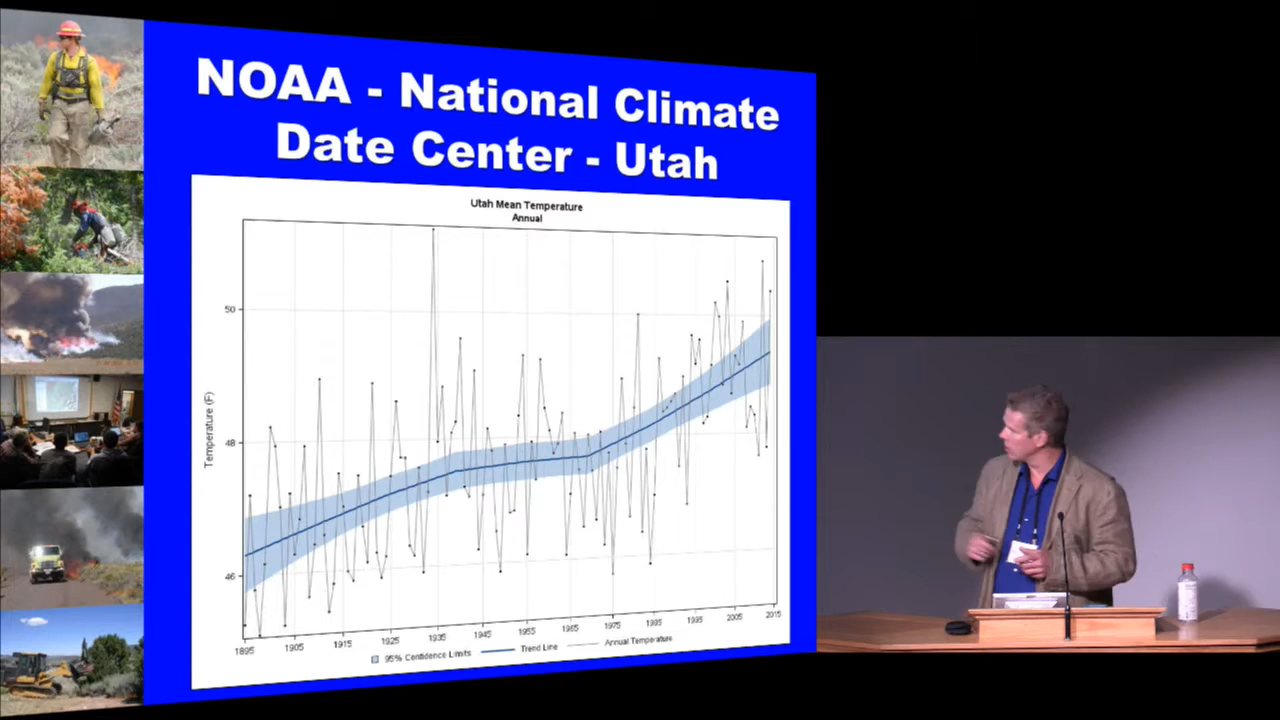 NOAA - National Climate
Date Center - Utah
Utah Mean Temperature
Annual
50
48
46
Temperature (F)
1895 1905 1915 1925 1935 1945 1955 1965 1975 1985 1995 2005 2015
95% Confidence Limits Trend Line Annual Temperature